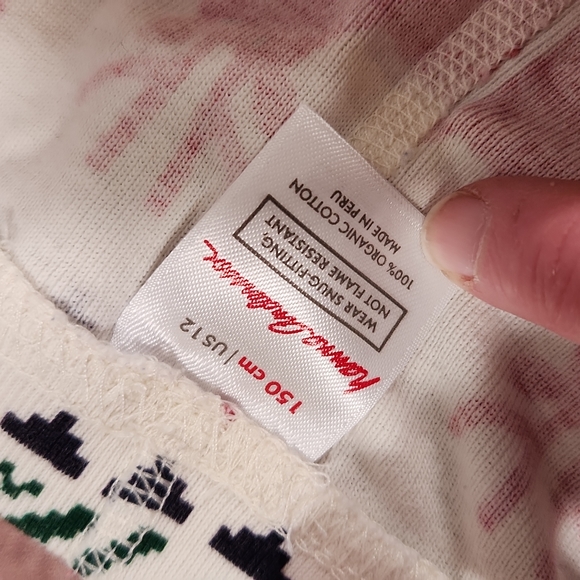 150 cm | US 12
Hanna Andersson
WEAR SNUG-FITTING,
NOT FLAME RESISTANT
100% ORGANIC COTTON
MADE IN PERU